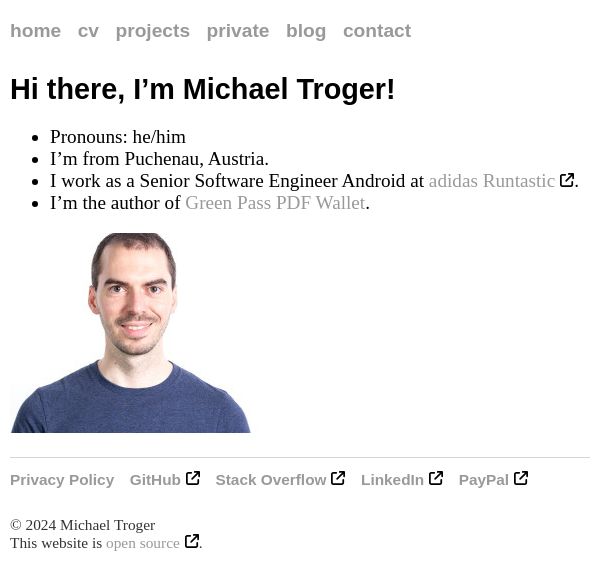 home cv projects private blog contact
Hi there, I’m Michael Troger!
Pronouns: he/him
I’m from Puchenau, Austria.
I work as a Senior Software Engineer Android at adidas Runtastic.
I’m the author of Green Pass PDF Wallet.
Privacy Policy GitHub Stack Overflow LinkedIn PayPal
© 2024 Michael Troger
This website is open source.